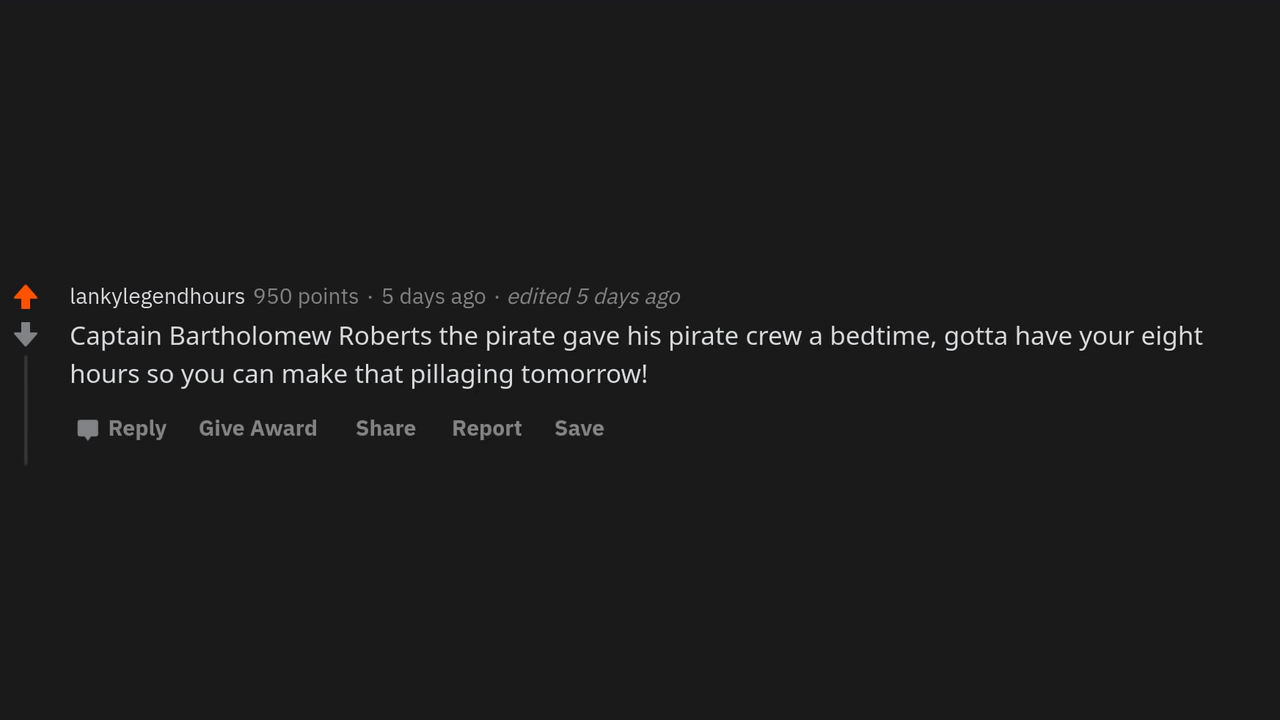 lankylegendhours 950 points · 5 days ago · edited 5 days ago
Captain Bartholomew Roberts the pirate gave his pirate crew a bedtime, gotta have your eight
hours so you can make that pillaging tomorrow!
Reply Give Award Share Report Save